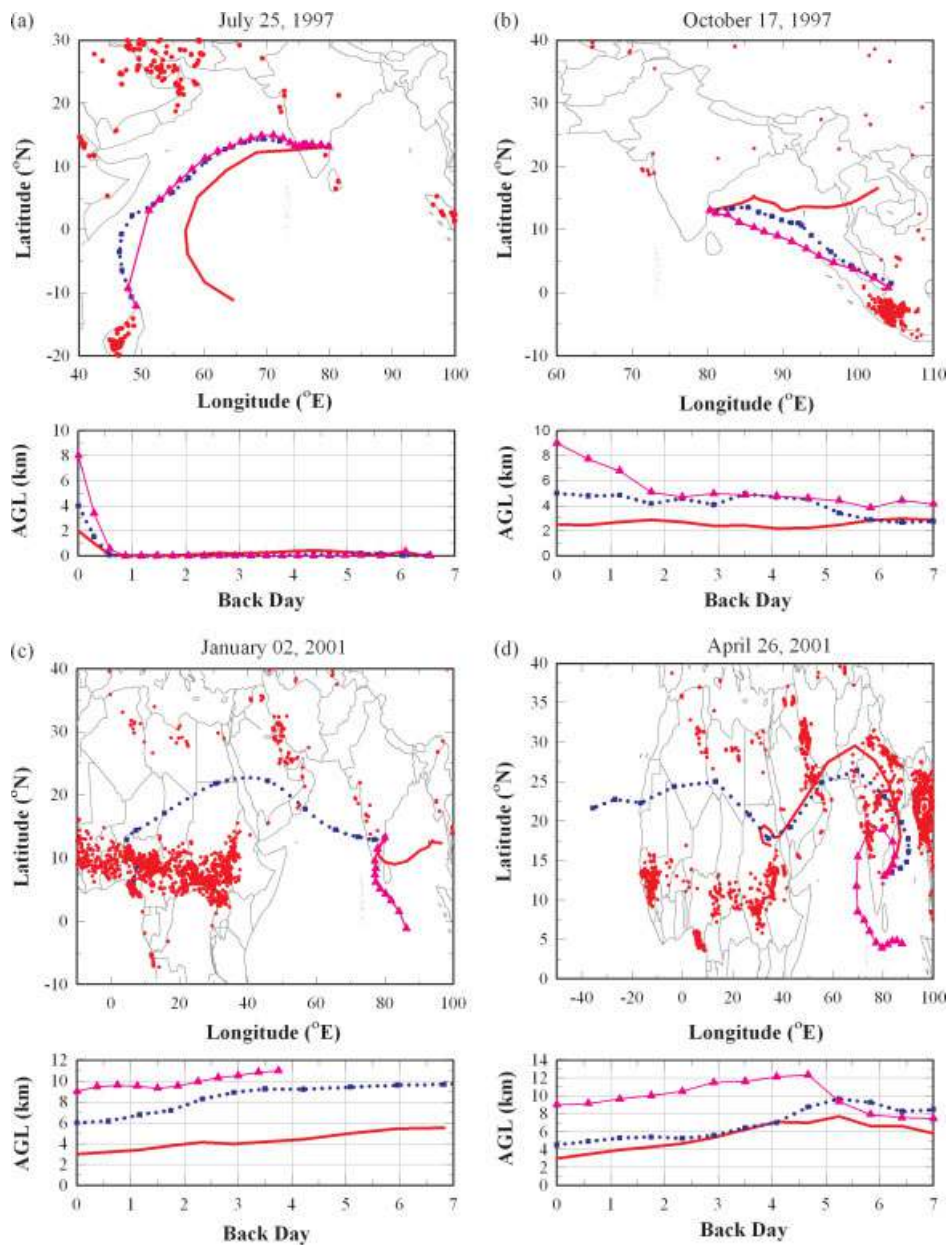 (a) July 25, 1997
30
20
10
0
-10
-20
Latitude (°N)
40 50 60 70 80 90 100
Longitude (°E)
10
8
6
4
2
0
AGL (km)
0 1 2 3 4 5 6 7
Back Day
(b) October 17, 1997
40
30
20
10
0
-10
Latitude (°N)
60 70 80 90 100 110
Longitude (°E)
10
8
6
4
2
0
AGL (km)
0 1 2 3 4 5 6 7
Back Day
(c) January 02, 2001
40
30
20
10
0
-10
Latitude (°N)
0 20 40 60 80 100
Longitude (°E)
12
10
8
6
4
2
0
AGL (km)
0 1 2 3 4 5 6 7
Back Day
(d) April 26, 2001
40
35
30
25
20
15
10
5
0
Latitude (°N)
-40 -20 0 20 40 60 80 100
Longitude (°E)
14
12
10
8
6
4
2
0
AGL (km)
0 1 2 3 4 5 6 7
Back Day